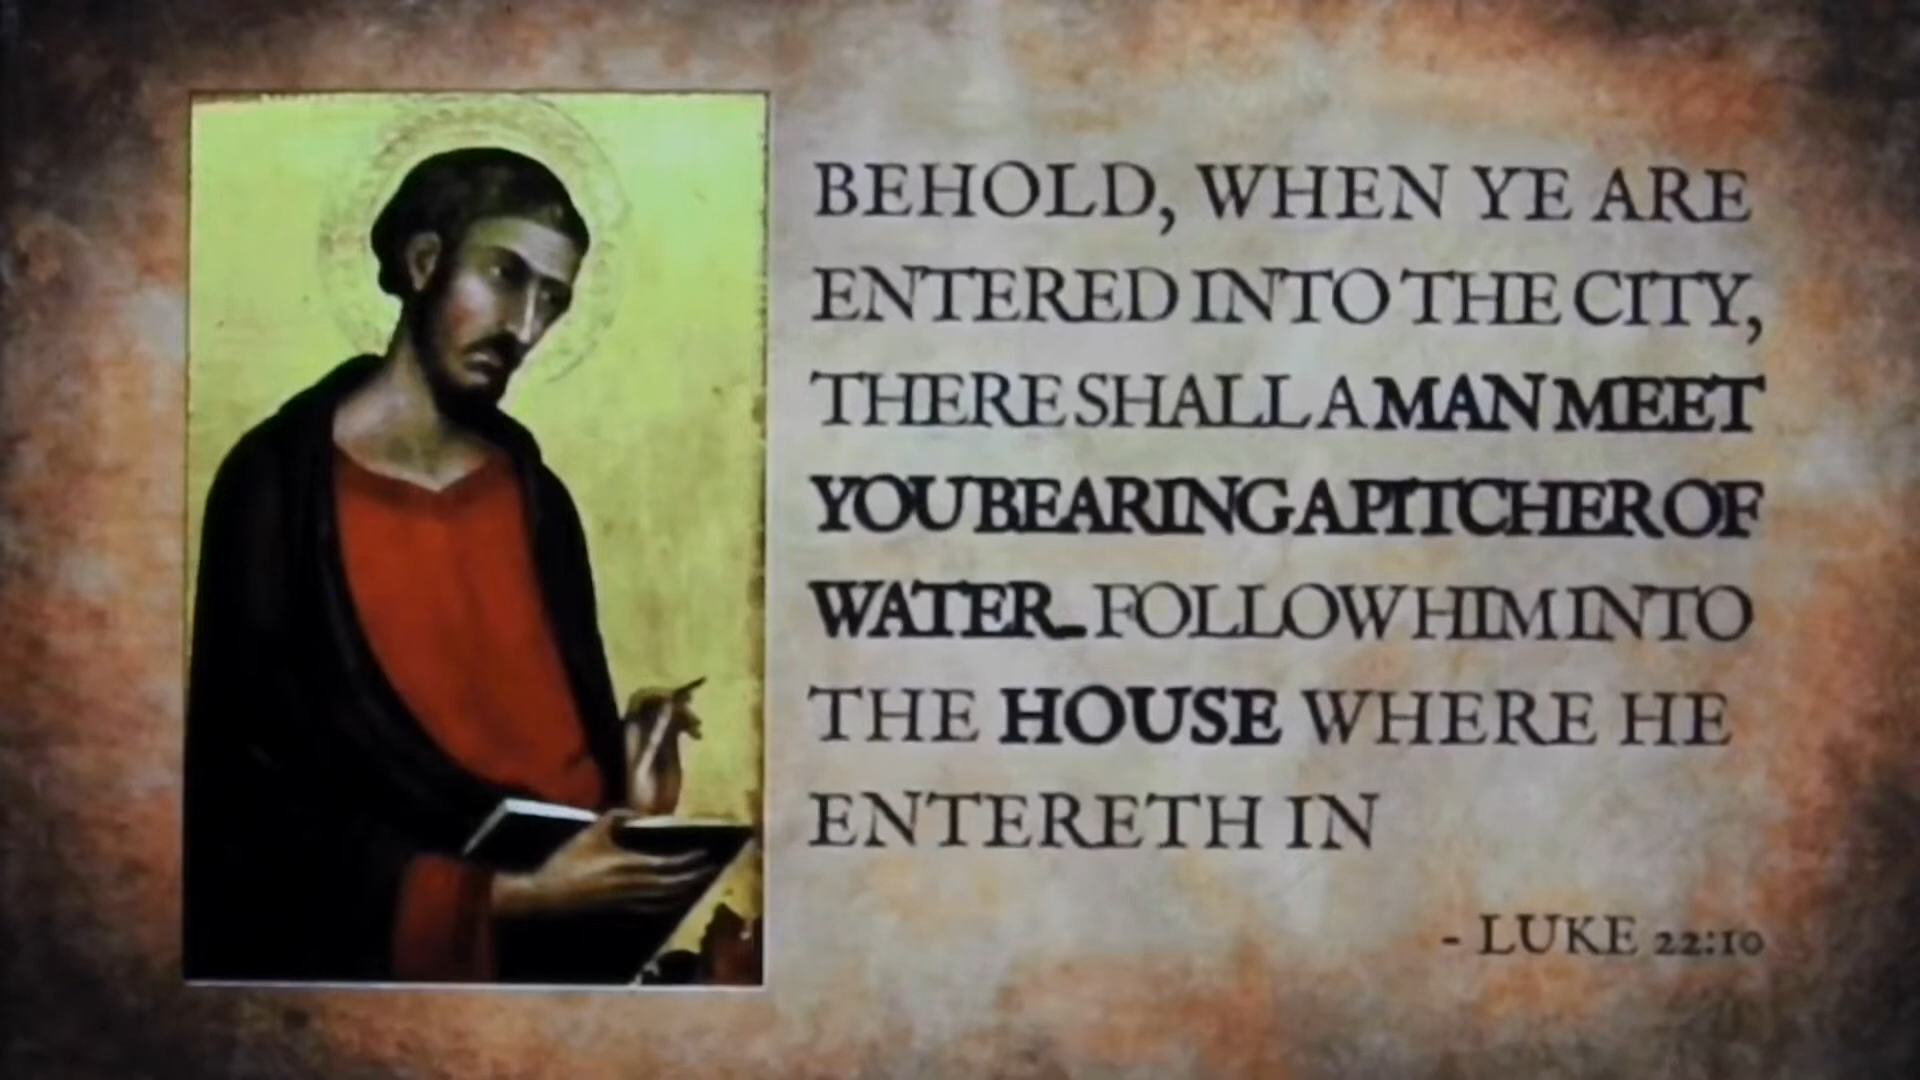 BEHOLD, WHEN YE ARE
ENTERED INTO THE CITY,
THERE SHALL A MAN MEET
YOU BEARING A PITCHER OF
WATER... FOLLOW HIM INTO
THE HOUSE WHERE HE
ENTERETH IN
- LUKE 22:10